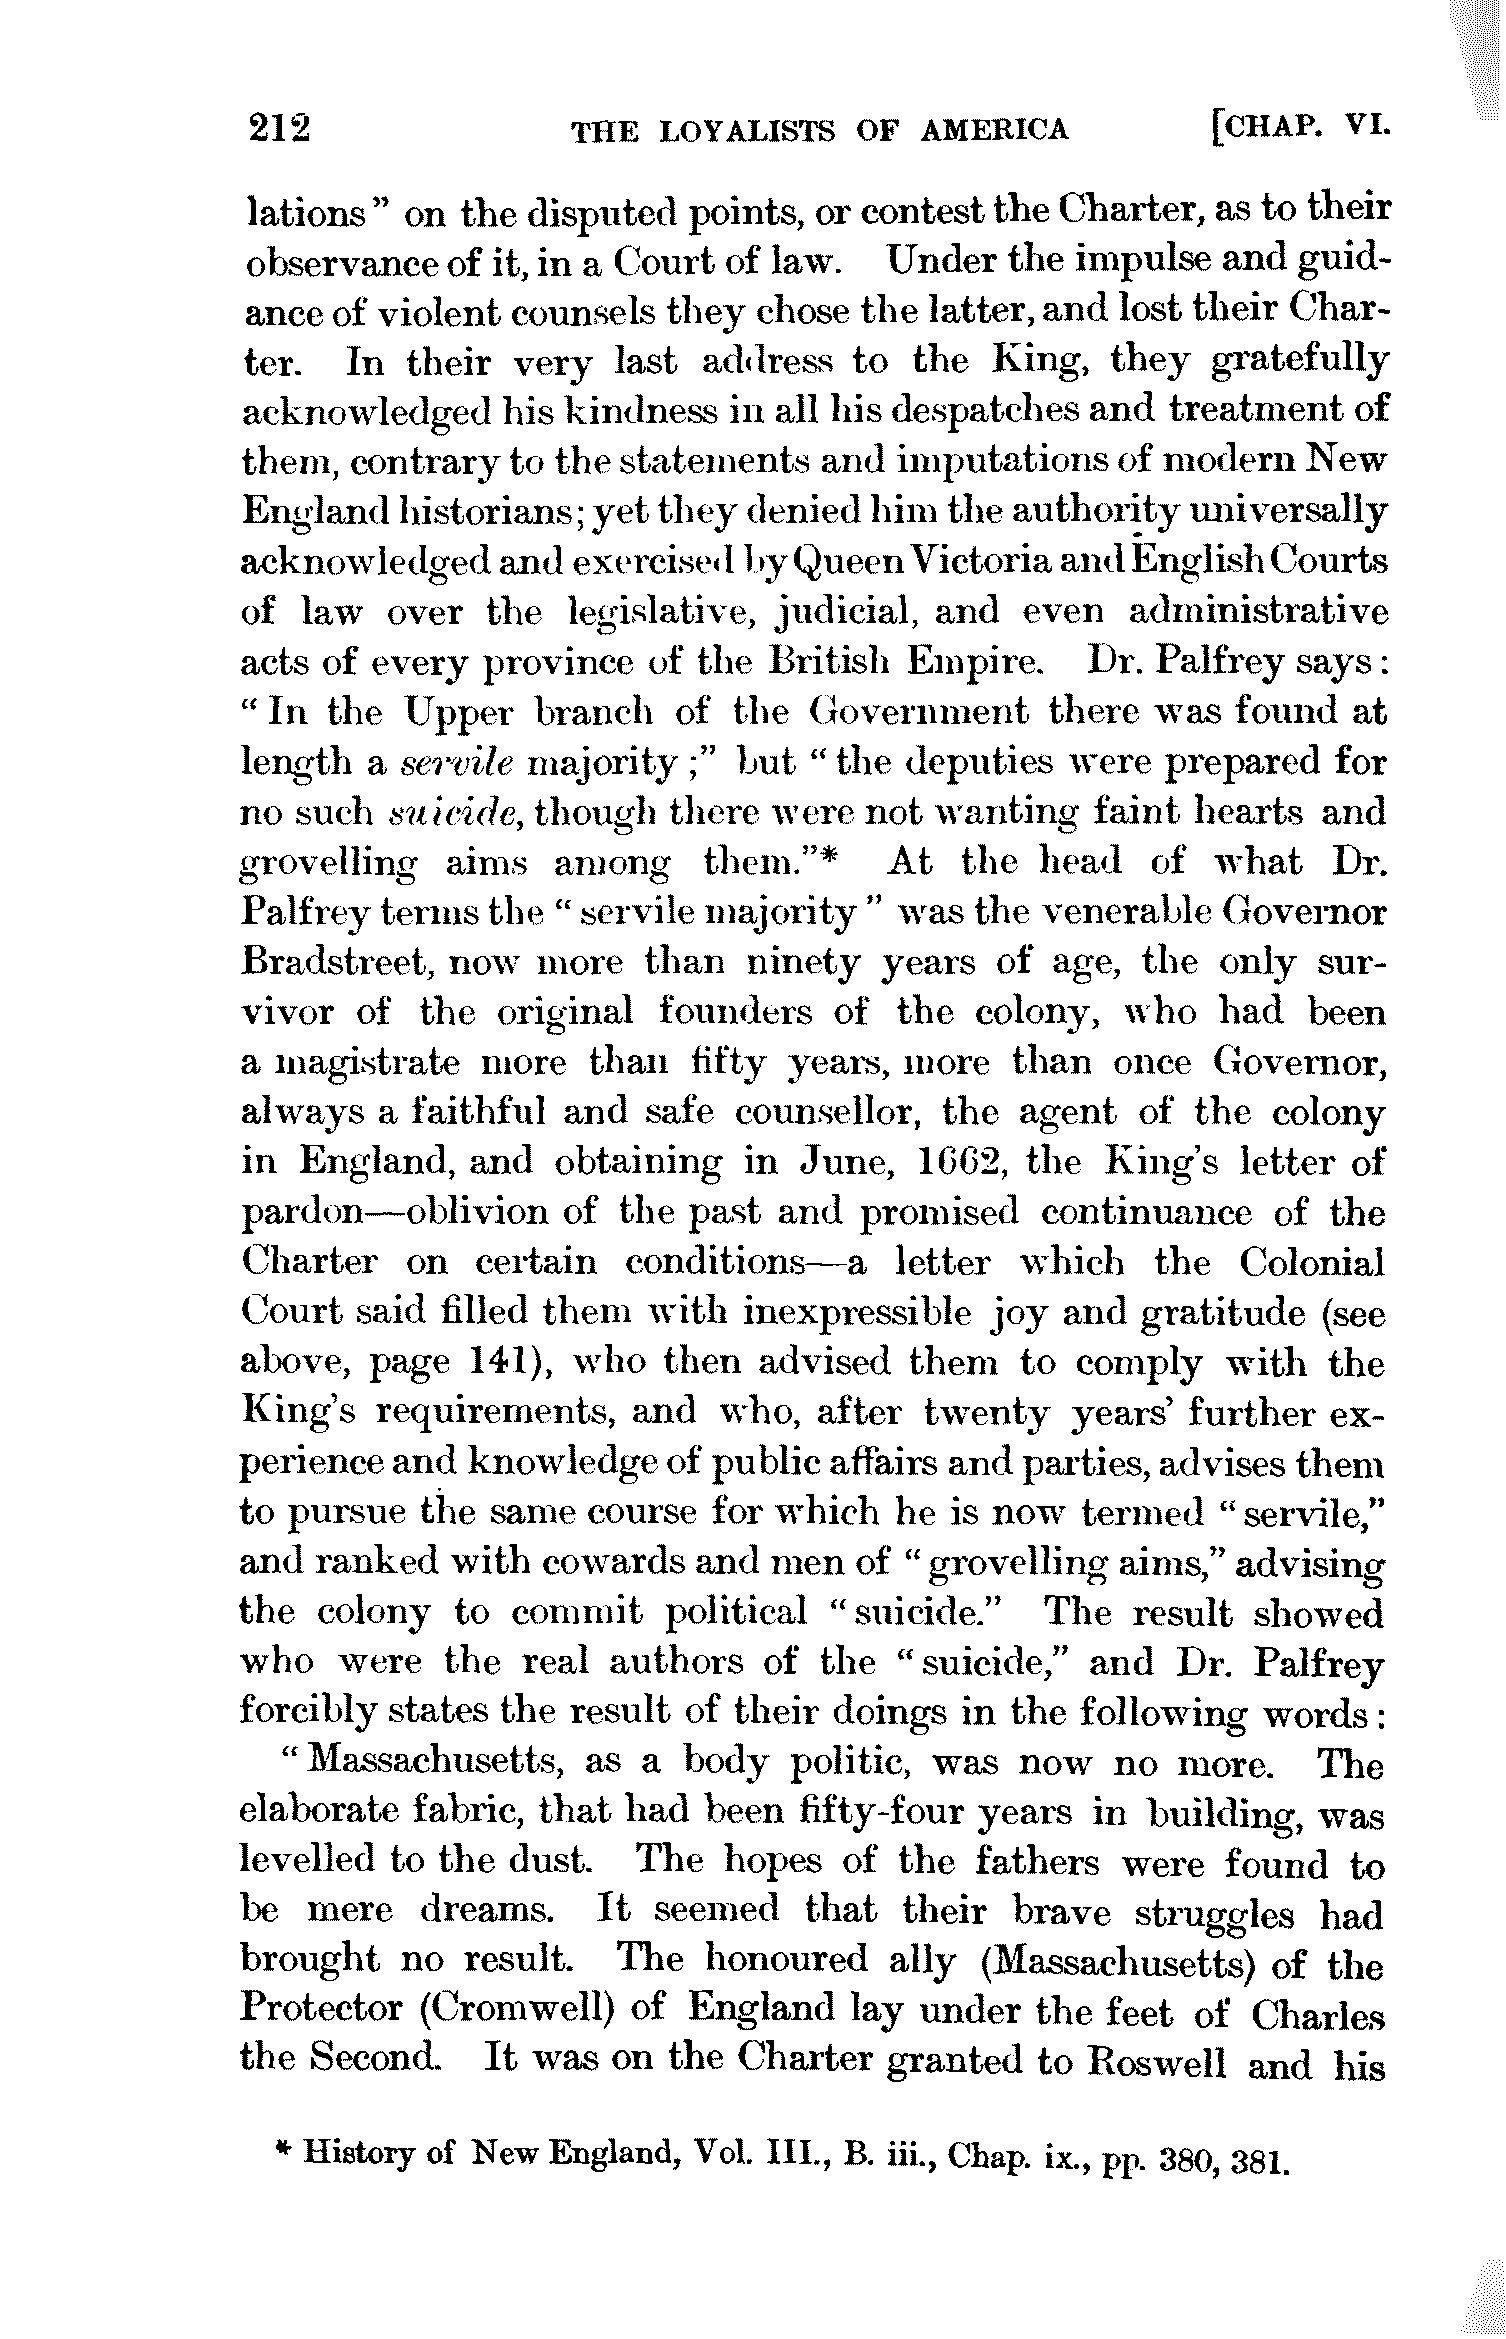 212 THE LOYALISTS OF AMERICA [CHAP. VI.
lations" on the disputed points, or contest the Charter, as to their
observance of it, in a Court of law. Under the impulse and guid-
ance of violent counsels they chose the latter, and lost their Char-
ter. In their very last address to the King, they gratefully
acknowledged his kindness in all his despatches and treatment of
them, contrary to the statements and imputations of modern New
England historians; yet they denied him the authority universally
acknowledged and exercised by Queen Victoria and English Courts
of law over the legislative, judicial, and even administrative
acts of every province of the British Empire. Dr. Palfrey says:
"In the Upper branch of the Government there was found at
length a servile majority;" but "the deputies were prepared for
no such suicide, though there were not wanting faint hearts and
grovelling aims among them."* At the head of what Dr.
Palfrey terms the "servile majority" was the venerable Governor
Bradstreet, now more than ninety years of age, the only sur-
vivor of the original founders of the colony, who had been
a magistrate more than fifty years, more than once Governor,
always a faithful and safe counsellor, the agent of the colony
in England, and obtaining in June, 1662, the King's letter of
pardon—oblivion of the past and promised continuance of the
Charter on certain conditions—a letter which the Colonial
Court said filled them with inexpressible joy and gratitude (see
above, page 141), who then advised them to comply with the
King's requirements, and who, after twenty years' further ex-
perience and knowledge of public affairs and parties, advises them
to pursue the same course for which he is now termed "servile,"
and ranked with cowards and men of "grovelling aims," advising
the colony to commit political "suicide." The result showed
who were the real authors of the "suicide," and Dr. Palfrey
forcibly states the result of their doings in the following words:
"Massachusetts, as a body politic, was now no more. The
elaborate fabric, that had been fifty-four years in building, was
levelled to the dust. The hopes of the fathers were found to
be mere dreams. It seemed that their brave struggles had
brought no result. The honoured ally (Massachusetts) of the
Protector (Cromwell) of England lay under the feet of Charles
the Second. It was on the Charter granted to Roswell and his
* History of New England, Vol. III., B. iii., Chap. ix., pp. 380, 381.